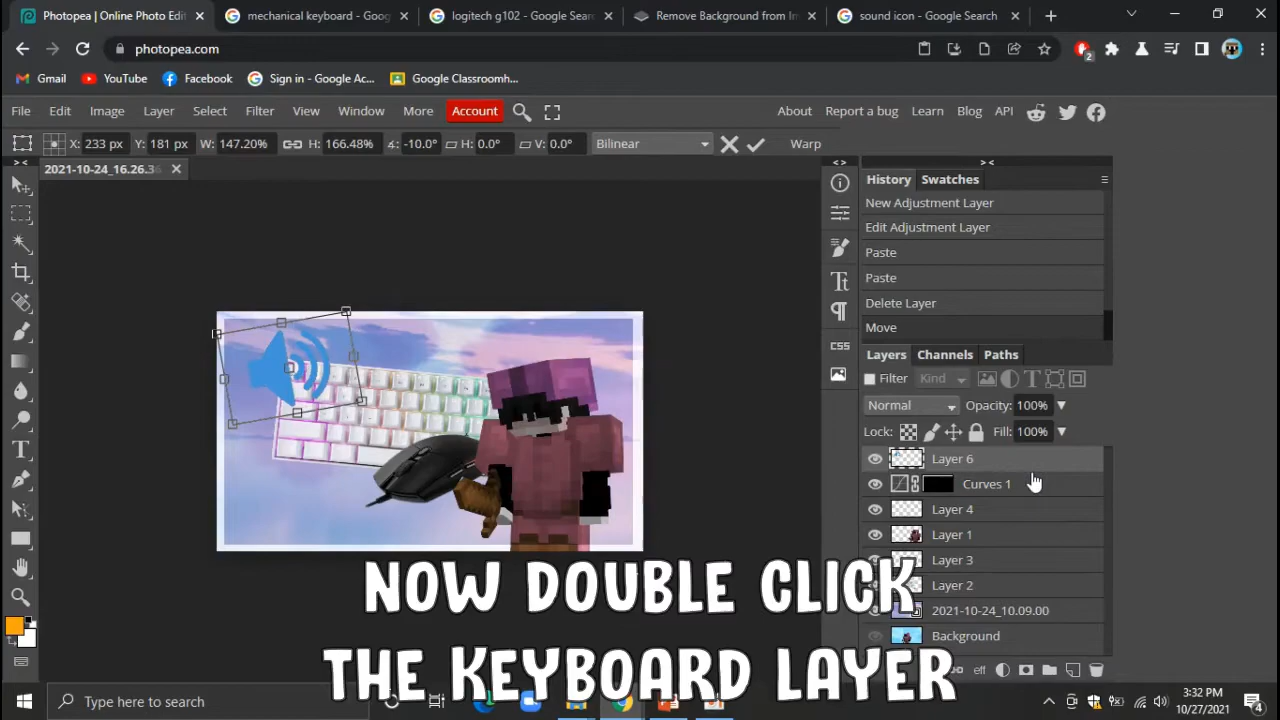 Photopea | Online Photo Edit
mechanical keyboard - Goog
logitech g102 - Google Searc
Remove Background from Im
sound icon - Google Search
photopea.com
2
Gmail
YouTube
Facebook
Sign in - Google Ac...
Google Classroomh...
File Edit Image Layer Select Filter View Window More Account
About Report a bug Learn Blog API
X: 233 px Y: 181 px W: 147.20% H: 166.48% ∡: -10.0° H: 0.0° V: 0.0° Bilinear Warp
2021-10-24_16.26.36
History Swatches
New Adjustment Layer
Edit Adjustment Layer
Paste
Paste
Delete Layer
Move
CSS
Layers Channels Paths
Filter Kind
Normal Opacity: 100%
Lock: Fill: 100%
Layer 6
Curves 1
Layer 4
Layer 1
Layer 3
Layer 2
2021-10-24_10.09.00
Background
eff
NOW DOUBLE CLICK
THE KEYBOARD LAYER
Type here to search
3:32 PM
10/27/2021
4